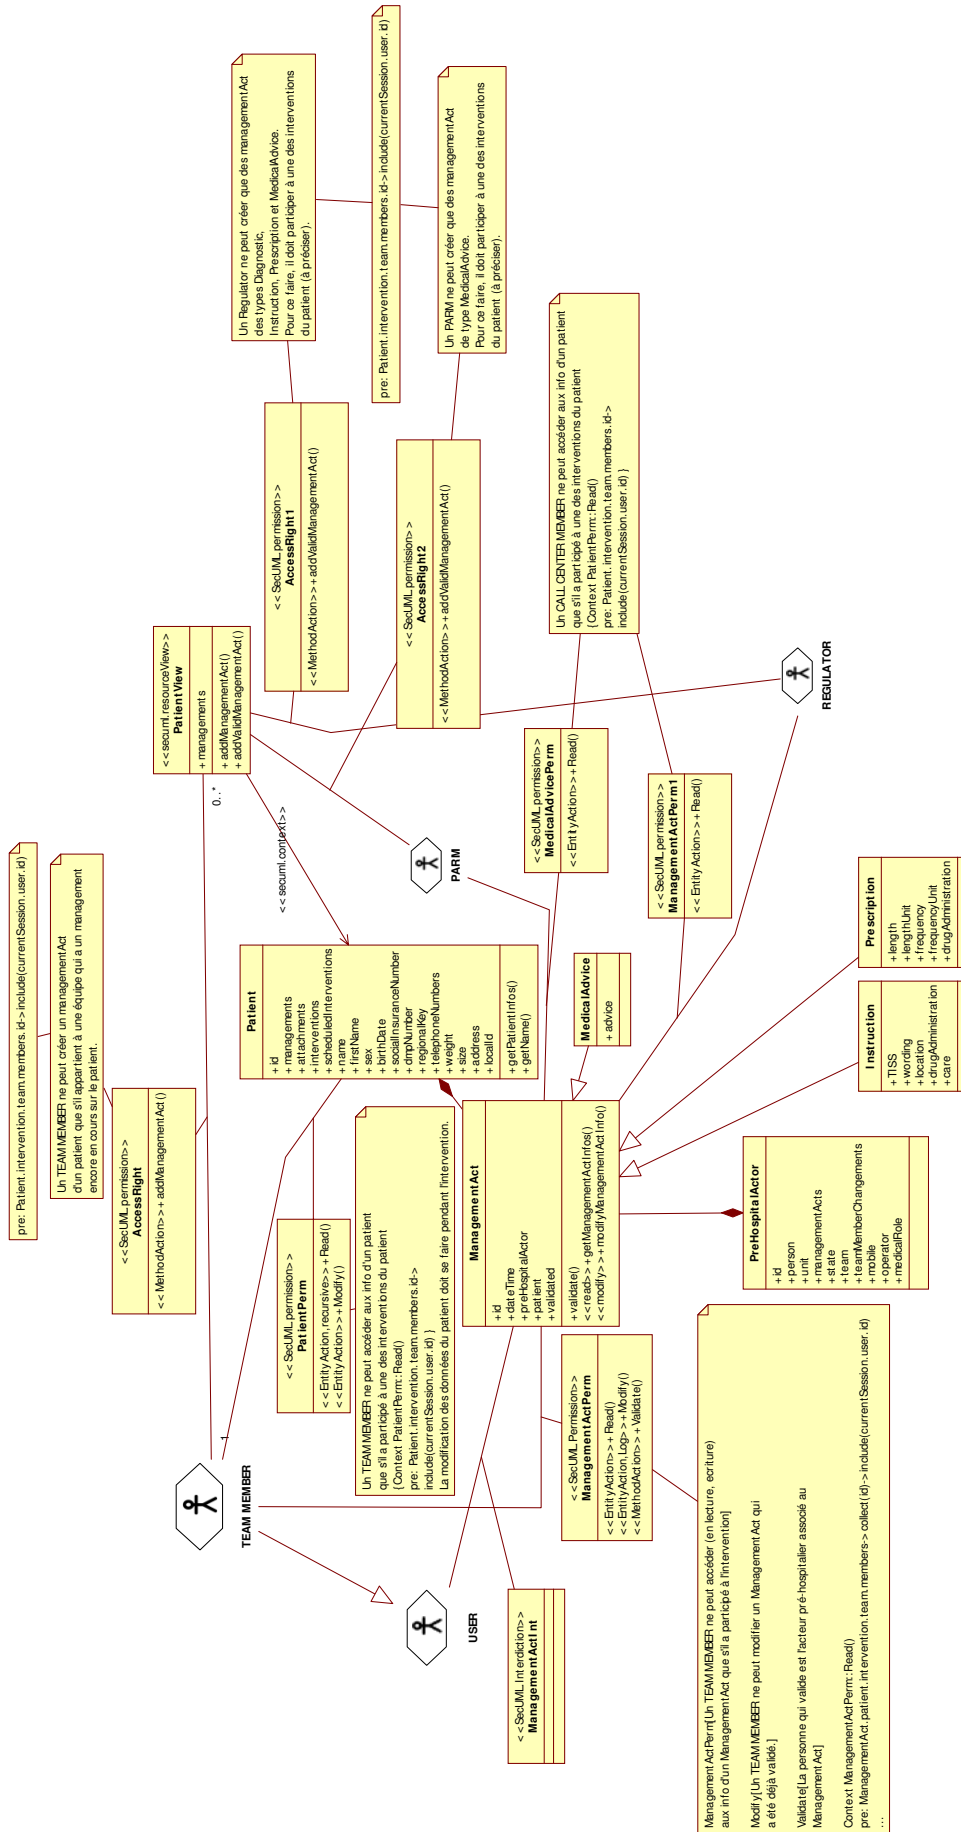 pre: Patient.intervention.team.members.id->include(currentSession.user.id)
Un TEAM MEMBER ne peut créer un managementAct
d'un patient que s'il appartient à une équipe qui a un management
encore en cours sur le patient.
<<SecUML.permission>>
AccessRight
<<MethodAction>>+addManagementAct()
<<secuml.resourceView>>
PatientView
+managements
+addManagementAct()
+addValidManagementAct()
0..*
1
<<secuml.context>>
Un Regulator ne peut créer que des managementAct
des types Diagnostic,
Instruction, Prescription et MedicalAdvice.
Pour ce faire, il doit participer à une des interventions
du patient (à préciser).
<<SecUML.permission>>
AccessRight1
<<MethodAction>>+addValidManagementAct()
pre: Patient.intervention.team.members.id->include(currentSession.user.id)
<<SecUML.permission>>
AccessRight2
<<MethodAction>>+addValidManagementAct()
Un PARM ne peut créer que des managementAct
de type MedicalAdvice.
Pour ce faire, il doit participer à une des interventions
du patient (à préciser).
TEAM MEMBER
Patient
+id
+managements
+attachments
+interventions
+scheduledInterventions
+name
+firstName
+sex
+birthDate
+socialInsuranceNumber
+dmpNumber
+regionalKey
+telephoneNumbers
+weight
+size
+address
+localId
+getPatientInfos()
+getName()
PARM
<<SecUML.permission>>
PatientPerm
<<EntityAction,recursive>>+Read()
<<EntityAction>>+Modify()
Un TEAM MEMBER ne peut accéder aux info d'un patient
que s'il a participé à une des interventions du patient
{Context PatientPerm::Read()
pre: Patient.intervention.team.members.id->
include(currentSession.user.id) }
La modification des données du patient doit se faire pendant l'intervention.
<<SecUML.permission>>
MedicalAdvicePerm
<<EntityAction>>+Read()
Un CALL CENTER MEMBER ne peut accéder aux info d'un patient
que s'il a participé à une des interventions du patient
{Context PatientPerm::Read()
pre: Patient.intervention.team.members.id->
include(currentSession.user.id) }
USER
ManagementAct
+id
+dateTime
+preHospitalActor
+patient
+validated
+validate()
<<read>>+getManagementActInfos()
<<modify>>+modifyManagementActInfo()
MedicalAdvice
+advice
<<SecUML.permission>>
ManagementActPerm1
<<EntityAction>>+Read()
REGULATOR
<<SecUML.Interdiction>>
ManagementActInt
<<SecUML.Permission>>
ManagementActPerm
<<EntityAction>>+Read()
<<EntityAction,Log>>+Modify()
<<MethodAction>>+Validate()
PreHospitalActor
+id
+person
+unit
+managementActs
+state
+team
+teamMemberChangements
+mobile
+operator
+medicalRole
Instruction
+TISS
+wording
+location
+drugAdministration
+care
Prescription
+length
+lengthUnit
+frequency
+frequencyUnit
+drugAdministration
ManagementActPerm[Un TEAM MEMBER ne peut accéder (en lecture, ecriture)
aux info d'un ManagementAct que s'il a participé à l'intervention]
Modify[Un TEAM MEMBER ne peut modifier un ManagementAct qui
a été déjà validé.]
Validate[La personne qui valide est l'acteur pré-hospitalier associé au
ManagementAct]
Context ManagementActPerm::Read()
pre: ManagementAct.patient.intervention.team.members->collect(id)->include(currentSession.user.id)
...